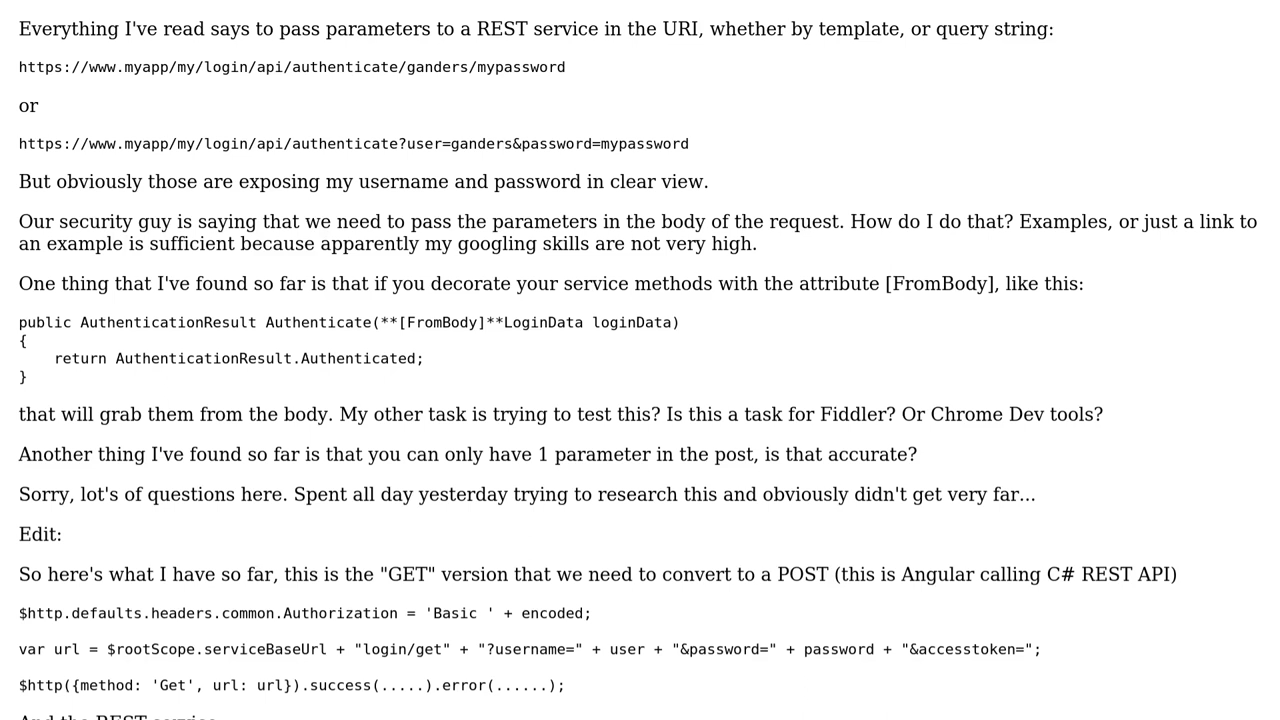 Everything I've read says to pass parameters to a REST service in the URI, whether by template, or query string:
https://www.myapp/my/login/api/authenticate/ganders/mypassword
or
https://www.myapp/my/login/api/authenticate?user=ganders&password=mypassword
But obviously those are exposing my username and password in clear view.
Our security guy is saying that we need to pass the parameters in the body of the request. How do I do that? Examples, or just a link to
an example is sufficient because apparently my googling skills are not very high.
One thing that I've found so far is that if you decorate your service methods with the attribute [FromBody], like this:
public AuthenticationResult Authenticate(**[FromBody]**LoginData loginData)
{
    return AuthenticationResult.Authenticated;
}
that will grab them from the body. My other task is trying to test this? Is this a task for Fiddler? Or Chrome Dev tools?
Another thing I've found so far is that you can only have 1 parameter in the post, is that accurate?
Sorry, lot's of questions here. Spent all day yesterday trying to research this and obviously didn't get very far...
Edit:
So here's what I have so far, this is the "GET" version that we need to convert to a POST (this is Angular calling C# REST API)
$http.defaults.headers.common.Authorization = 'Basic ' + encoded;
var url = $rootScope.serviceBaseUrl + "login/get" + "?username=" + user + "&password=" + password + "&accesstoken=";
$http({method: 'Get', url: url}).success(.....).error(......);
And the REST service